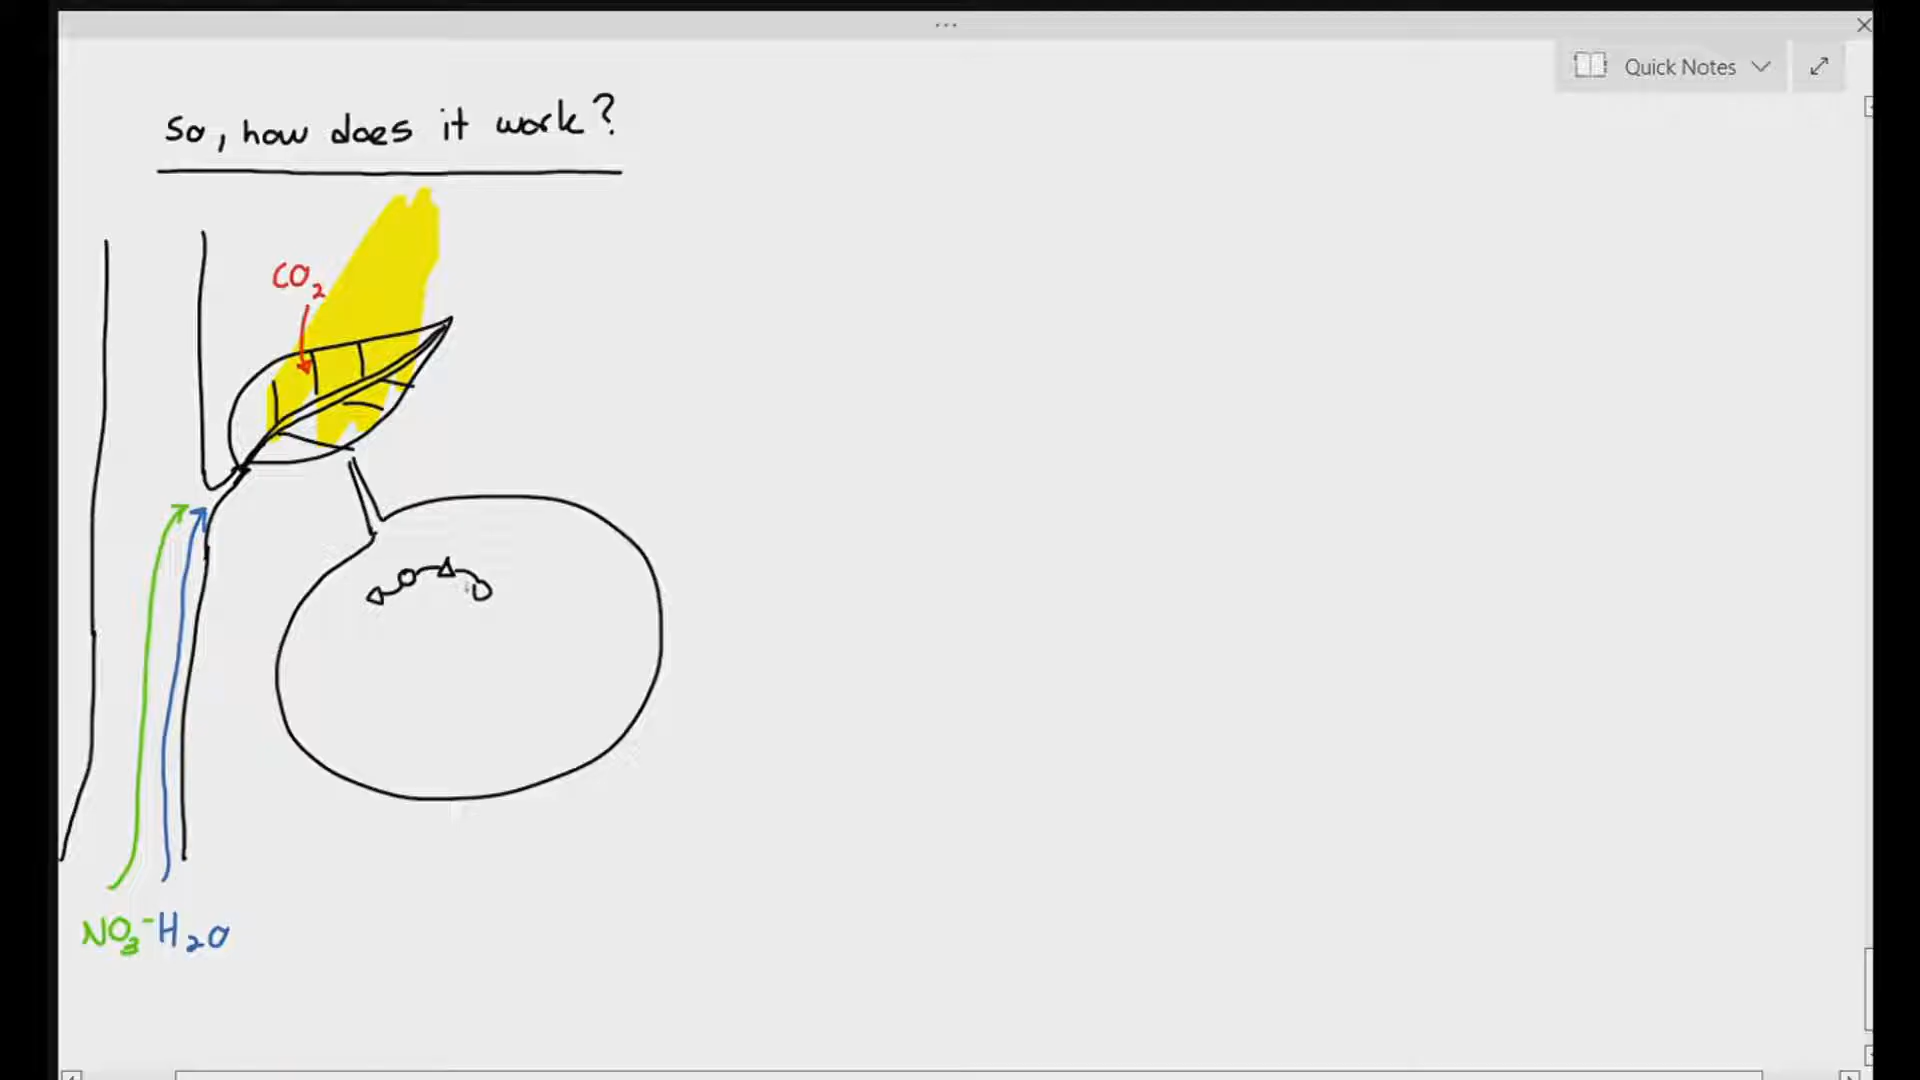 Quick Notes
So, how does it work?
CO₂
NO₃⁻ H₂O